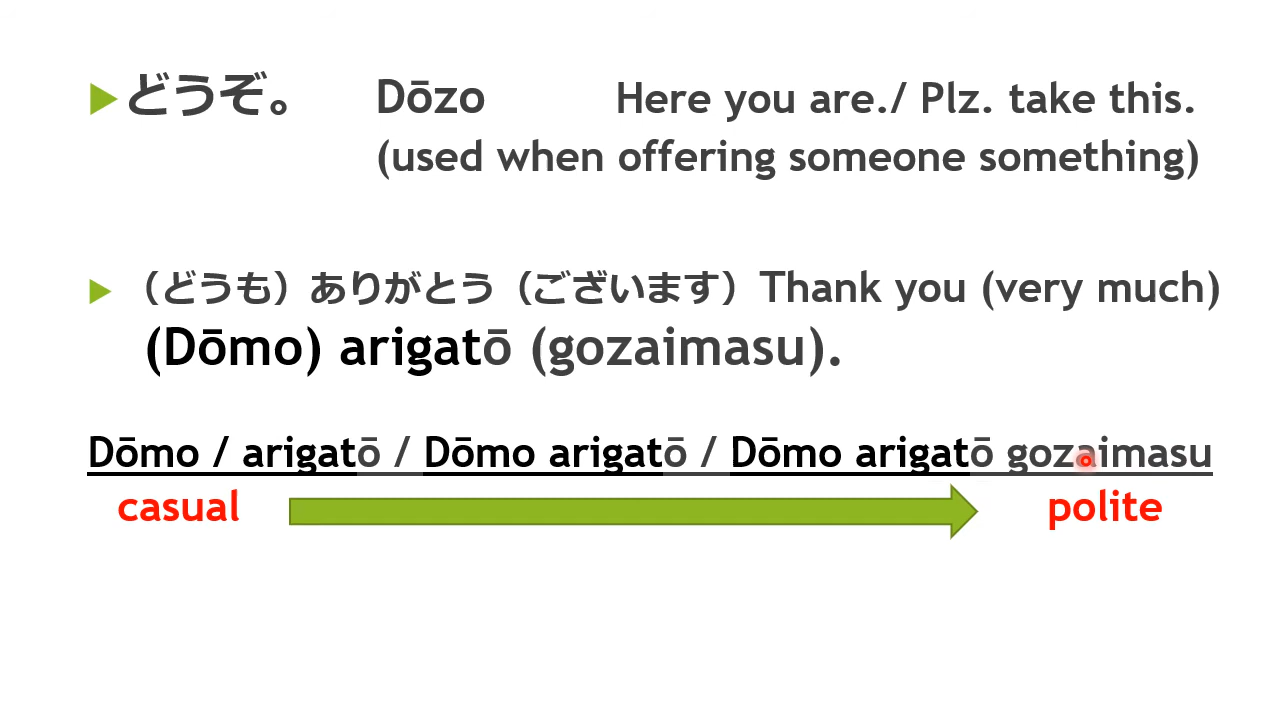 どうぞ。 Dōzo Here you are./ Plz. take this.
(used when offering someone something)
（どうも）ありがとう（ございます）Thank you (very much)
(Dōmo) arigatō (gozaimasu).
Dōmo / arigatō / Dōmo arigatō / Dōmo arigatō gozaimasu
casual polite